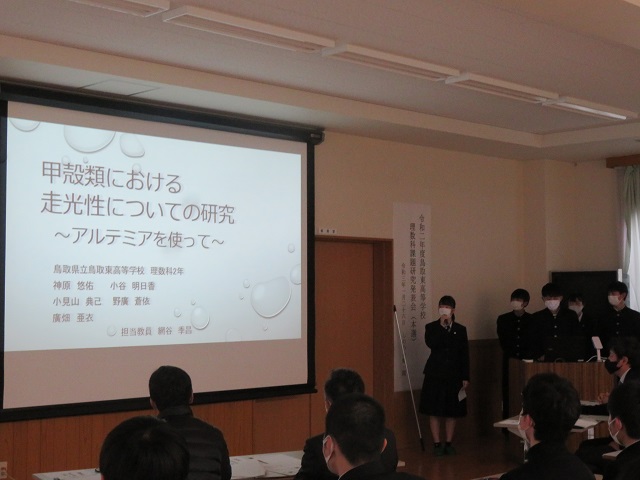 甲殻類における
走光性についての研究
～アルテミアを使って～
鳥取県立鳥取東高等学校 理数科2年
神原 悠佑 小谷 明日香
小見山 典己 野廣 蒼依
廣畑 亜衣
担当教員 網谷 孝昌
令和二年度鳥取東高等学校
理数科課題研究発表会（本選）